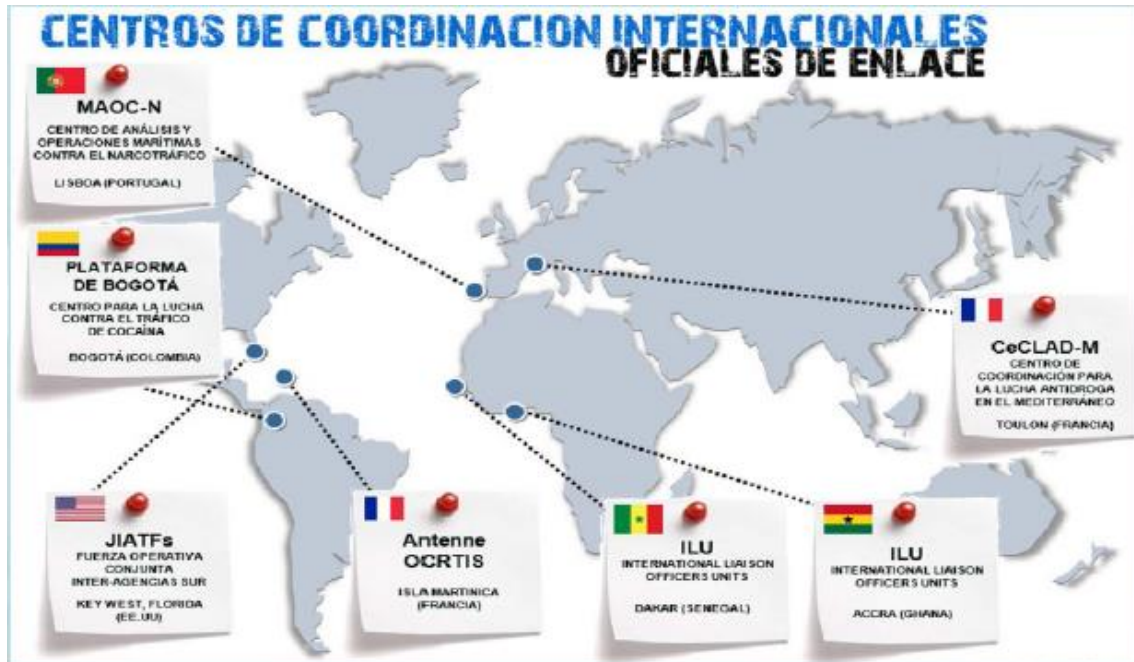 CENTROS DE COORDINACION INTERNACIONALES
OFICIALES DE ENLACE
MAOC-N
CENTRO DE ANÁLISIS Y
OPERACIONES MARÍTIMAS
CONTRA EL NARCOTRÁFICO
LISBOA (PORTUGAL)
PLATAFORMA
DE BOGOTÁ
CENTRO PARA LA LUCHA
CONTRA EL TRÁFICO
DE COCAÍNA
BOGOTÁ (COLOMBIA)
CeCLAD-M
CENTRO DE
COORDINACIÓN PARA
LA LUCHA ANTIDROGA
EN EL MEDITERRÁNEO
TOULON (FRANCIA)
JIATFs
FUERZA OPERATIVA
CONJUNTA
INTER-AGENCIAS SUR
KEY WEST, FLORIDA
(EE.UU)
Antenne
OCRTIS
ISLA MARTINICA
(FRANCIA)
ILU
INTERNATIONAL LIAISON
OFFICERS UNITS
DAKAR (SENEGAL)
ILU
INTERNATIONAL LIAISON
OFFICERS UNITS
ACCRA (GHANA)